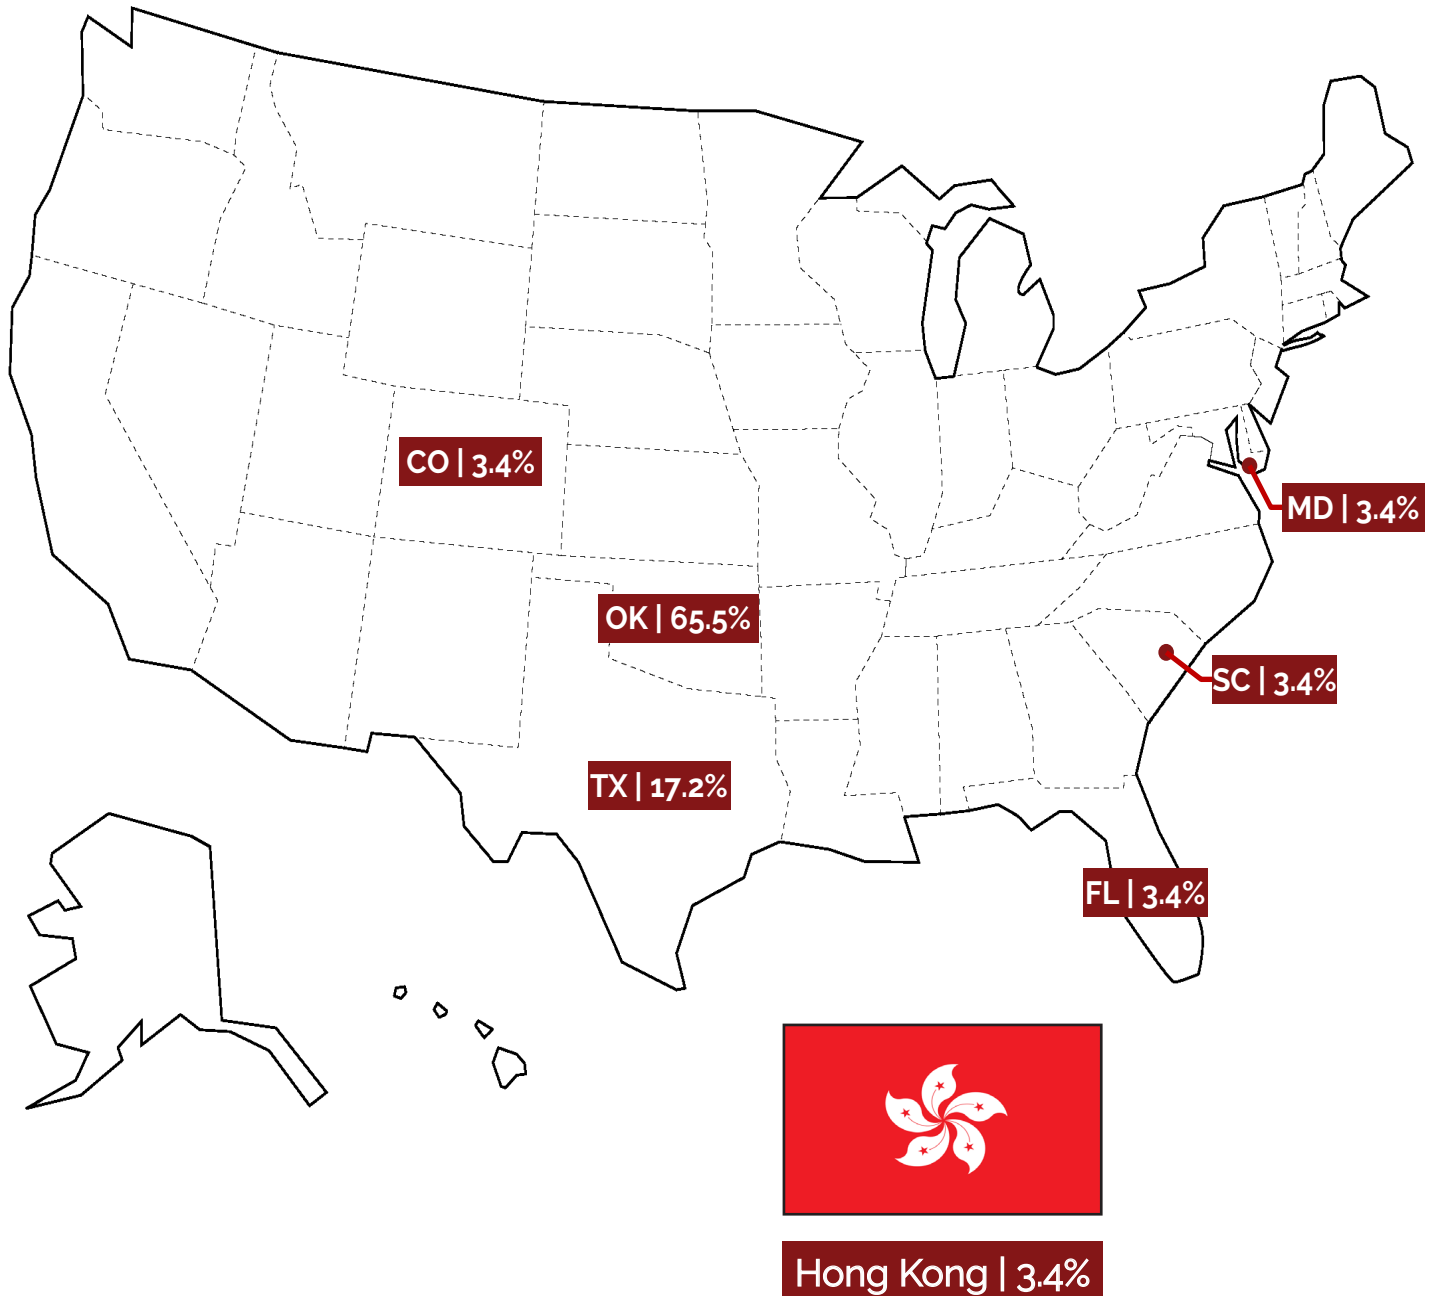 CO | 3.4%
MD | 3.4%
OK | 65.5%
SC | 3.4%
TX | 17.2%
FL | 3.4%
Hong Kong | 3.4%